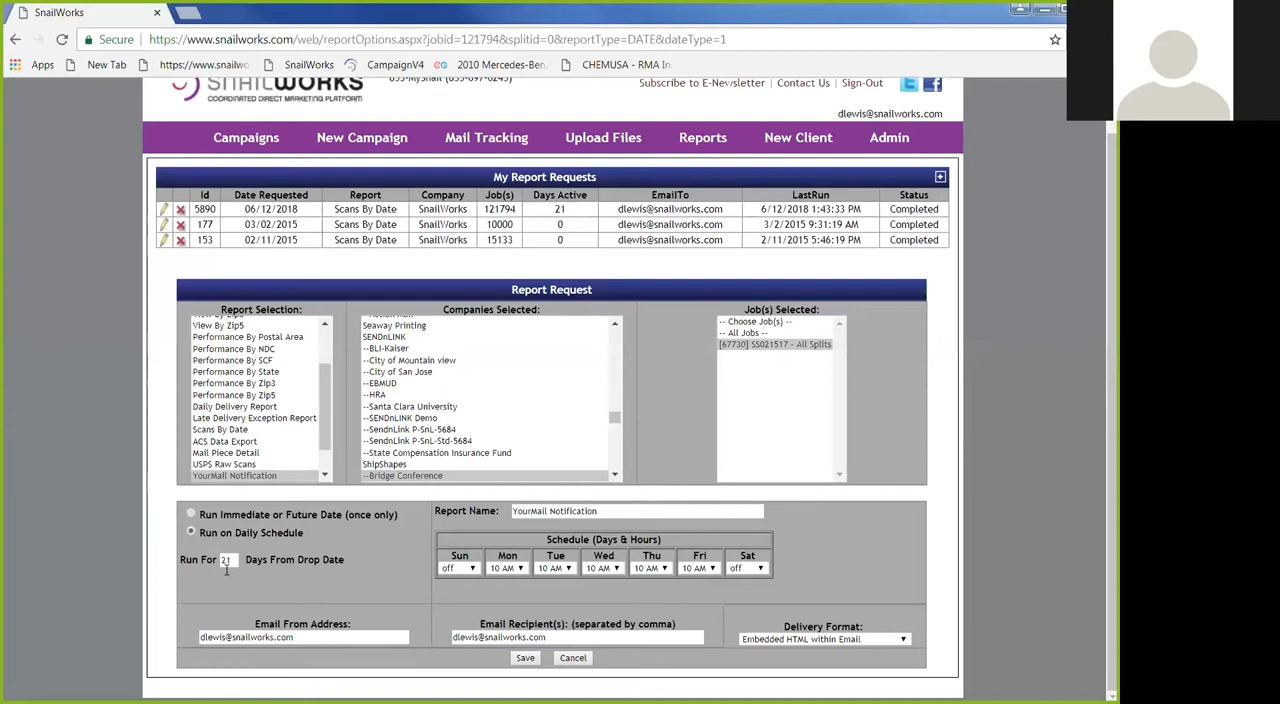 SnailWorks
Secure https://www.snailworks.com/web/reportOptions.aspx?jobid=121794&splitid=0&reportType=DATE&dateType=1
Apps New Tab https://www.snailwo SnailWorks CampaignV4 2010 Mercedes-Ben CHEMUSA - RMA In
SNAILWORKS
COORDINATED DIRECT MARKETING PLATFORM
Subscribe to E-Newsletter | Contact Us | Sign-Out
dlewis@snailworks.com
Campaigns New Campaign Mail Tracking Upload Files Reports New Client Admin
My Report Requests
Id Date Requested Report Company Job(s) Days Active EmailTo LastRun Status
5890 06/12/2018 Scans By Date SnailWorks 121794 21 dlewis@snailworks.com 6/12/2018 1:43:33 PM Completed
177 03/02/2015 Scans By Date SnailWorks 10000 0 dlewis@snailworks.com 3/2/2015 9:31:19 AM Completed
153 02/11/2015 Scans By Date SnailWorks 15133 0 dlewis@snailworks.com 2/11/2015 5:46:19 PM Completed
Report Request
Report Selection:
View By Zip5
Performance By Postal Area
Performance By NDC
Performance By SCF
Performance By State
Performance By Zip3
Performance By Zip5
Daily Delivery Report
Late Delivery Exception Report
Scans By Date
ACS Data Export
Mail Piece Detail
USPS Raw Scans
YourMail Notification
Companies Selected:
Seaway Printing
SENDnLINK
--BLI-Kaiser
--City of Mountain view
--City of San Jose
--EBMUD
--HRA
--Santa Clara University
--SENDnLINK Demo
--SendnLink P-SnL-5684
--SendnLink P-SnL-Std-5684
--State Compensation Insurance Fund
ShipShapes
--Bridge Conference
Job(s) Selected:
-- Choose Job(s) --
-- All Jobs --
[67730] SS021517 - All Splits
Run Immediate or Future Date (once only)
Run on Daily Schedule
Run For 21 Days From Drop Date
Report Name: YourMail Notification
Schedule (Days & Hours)
Sun Mon Tue Wed Thu Fri Sat
off 10 AM 10 AM 10 AM 10 AM 10 AM off
Email From Address:
dlewis@snailworks.com
Email Recipient(s): (separated by comma)
dlewis@snailworks.com
Delivery Format:
Embedded HTML within Email
Save Cancel